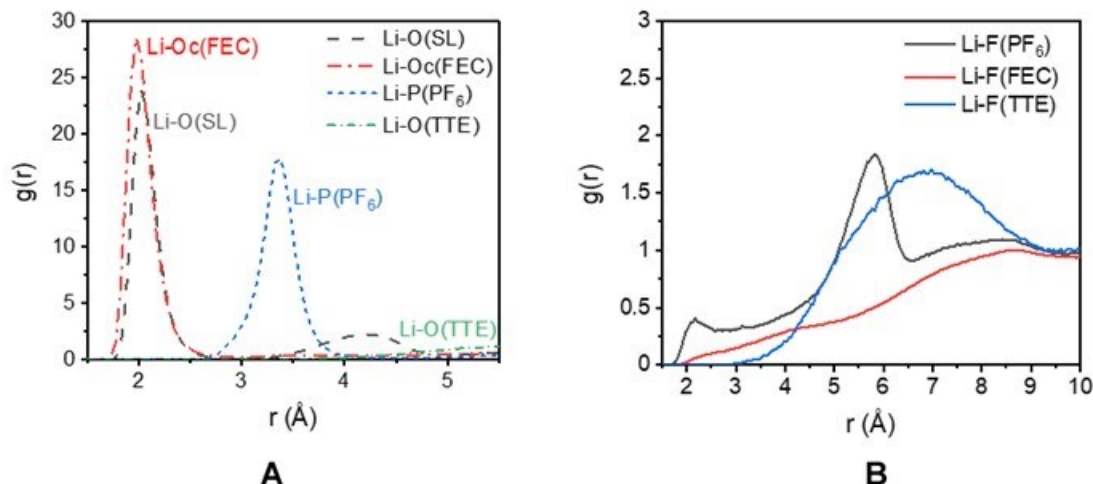 30
25
20
15
10
5
0
g(r)
Li-Oc(FEC)
Li-O(SL)
Li-P(PF₆)
Li-O(TTE)
Li-O(SL)
Li-Oc(FEC)
Li-P(PF₆)
Li-O(TTE)
2 3 4 5
r (Å)
A
3
2.5
2
1.5
1
0.5
0
g(r)
Li-F(PF₆)
Li-F(FEC)
Li-F(TTE)
2 3 4 5 6 7 8 9 10
r (Å)
B